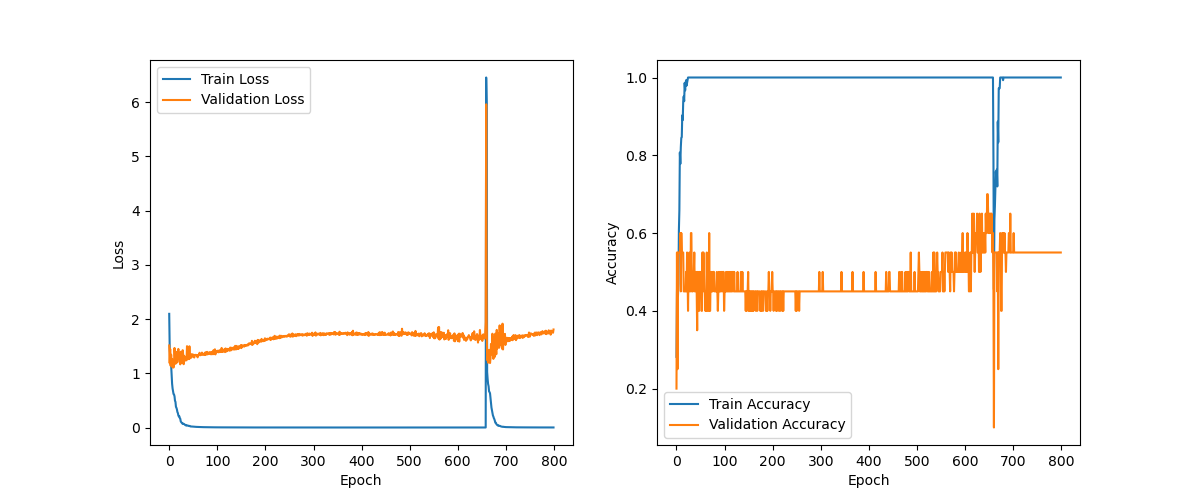 Train Loss
Validation Loss
6
5
4
3
2
1
0
Loss
0 100 200 300 400 500 600 700 800
Epoch
1.0
0.8
0.6
0.4
0.2
Accuracy
Train Accuracy
Validation Accuracy
0 100 200 300 400 500 600 700 800
Epoch